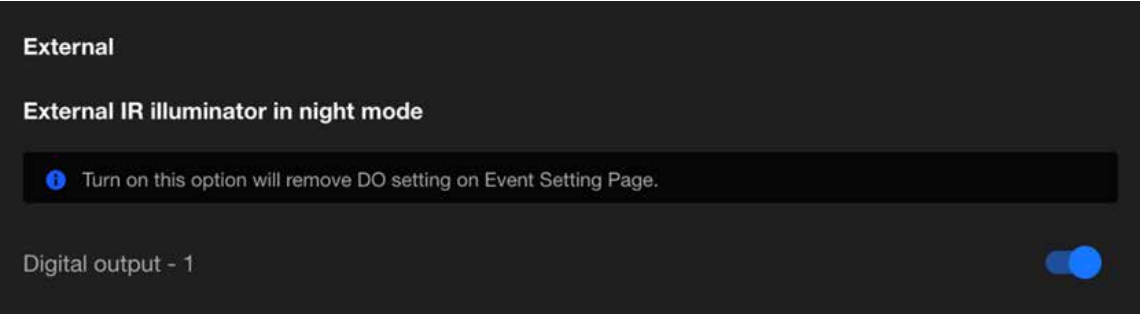 External
External IR illuminator in night mode
Turn on this option will remove DO setting on Event Setting Page.
Digital output - 1